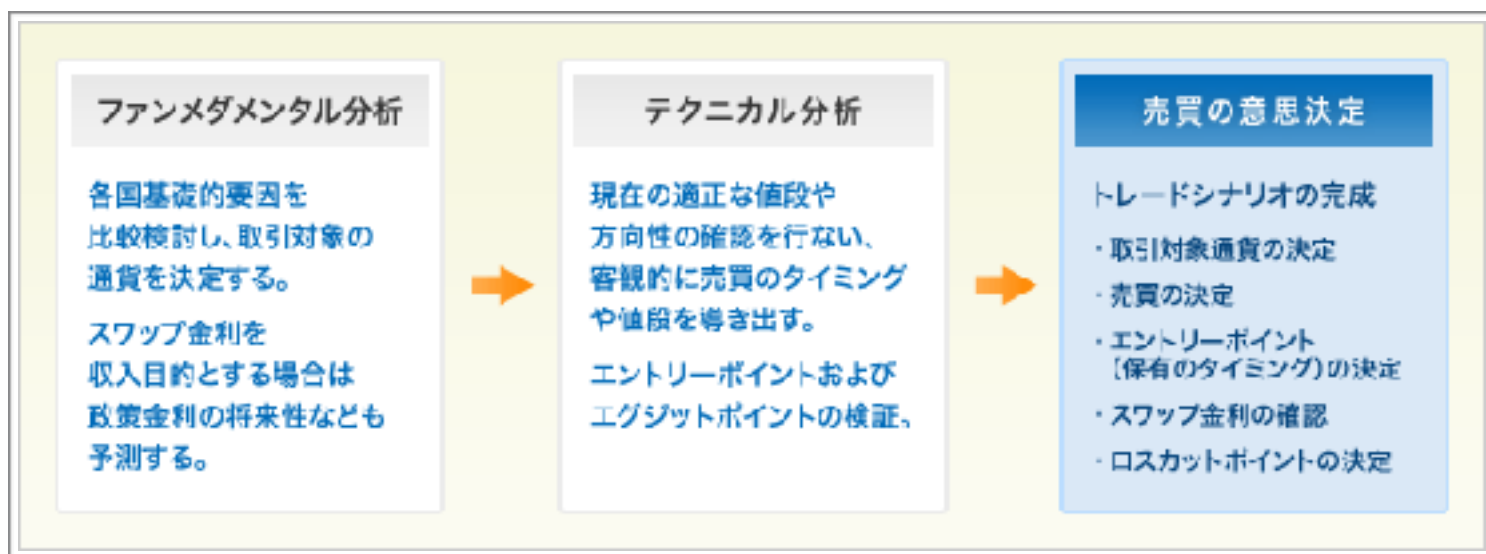 ファンメダメンタル分析
各国基礎的要因を
比較検討し、取引対象の
通貨を決定する。
スワップ金利を
収入目的とする場合は
政策金利の将来性なども
予測する。
テクニカル分析
現在の適正な値段や
方向性の確認を行ない、
客観的に売買のタイミング
や値段を導き出す。
エントリーポイントおよび
エグジットポイントの検証、
売買の意思決定
トレードシナリオの完成
・取引対象通貨の決定
・売買の決定
・エントリーポイント
(保有のタイミング)の決定
・スワップ金利の確認
・ロスカットポイントの決定